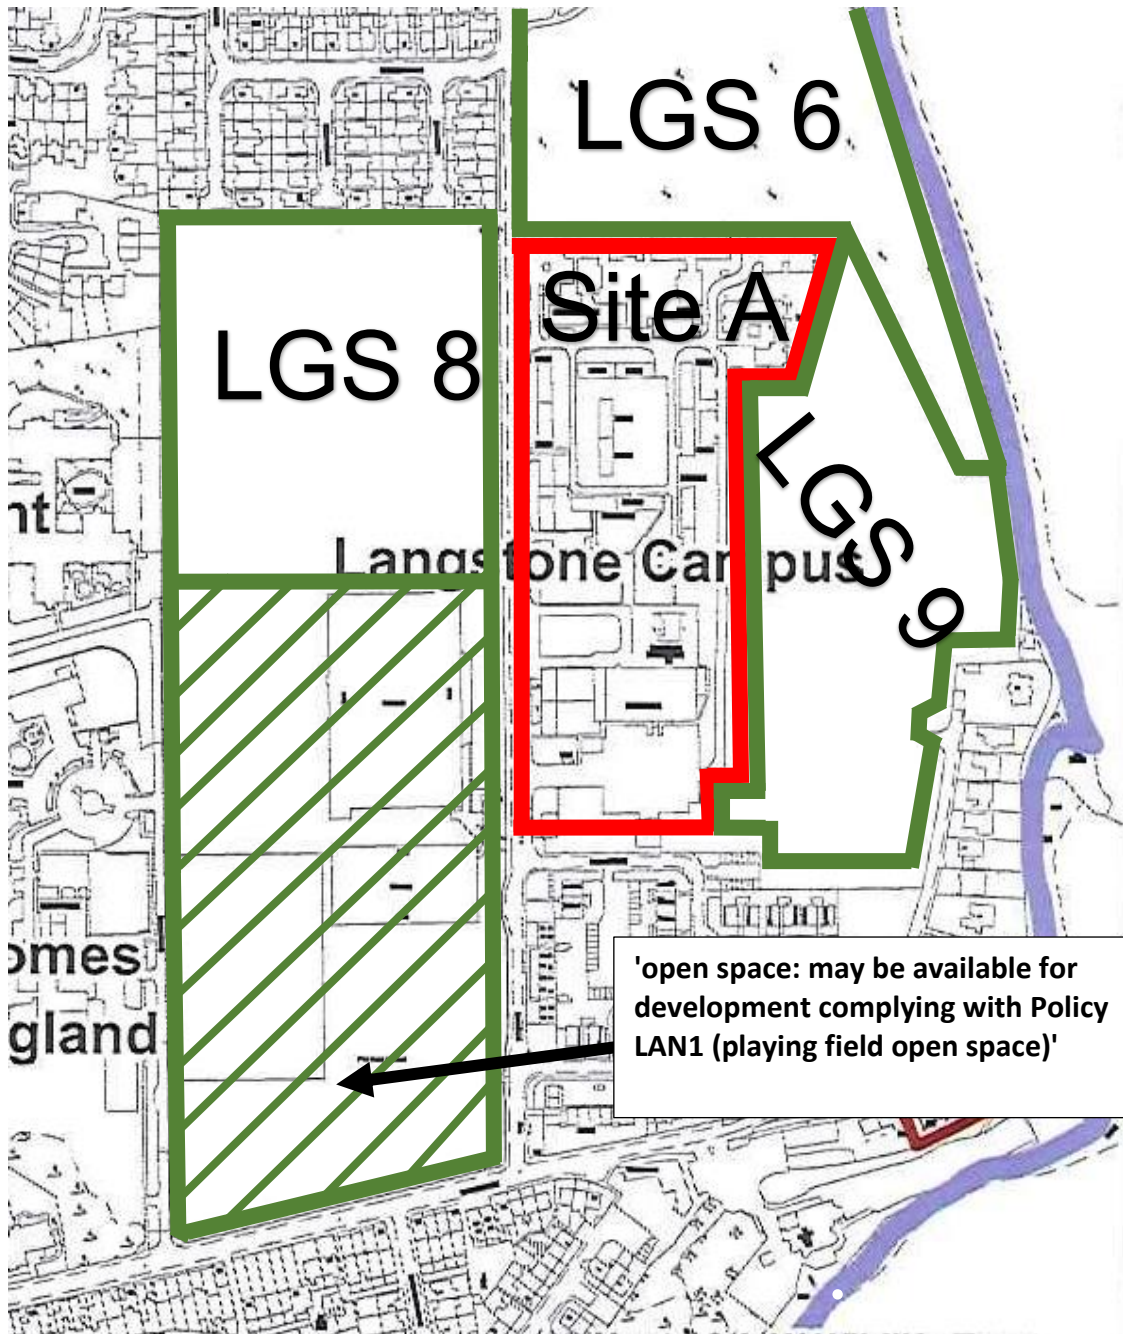 LGS 6
Site A
LGS 8
LGS 9
nt
Langstone Campus
omes
gland
'open space: may be available for
development complying with Policy
LAN1 (playing field open space)'